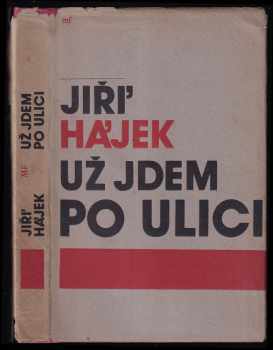 mf
JIŘÍ
HÁJEK
UŽ JDEM
PO ULICI
UŽ JDEM
PO ULICI
MF
JIŘÍ
HÁJEK